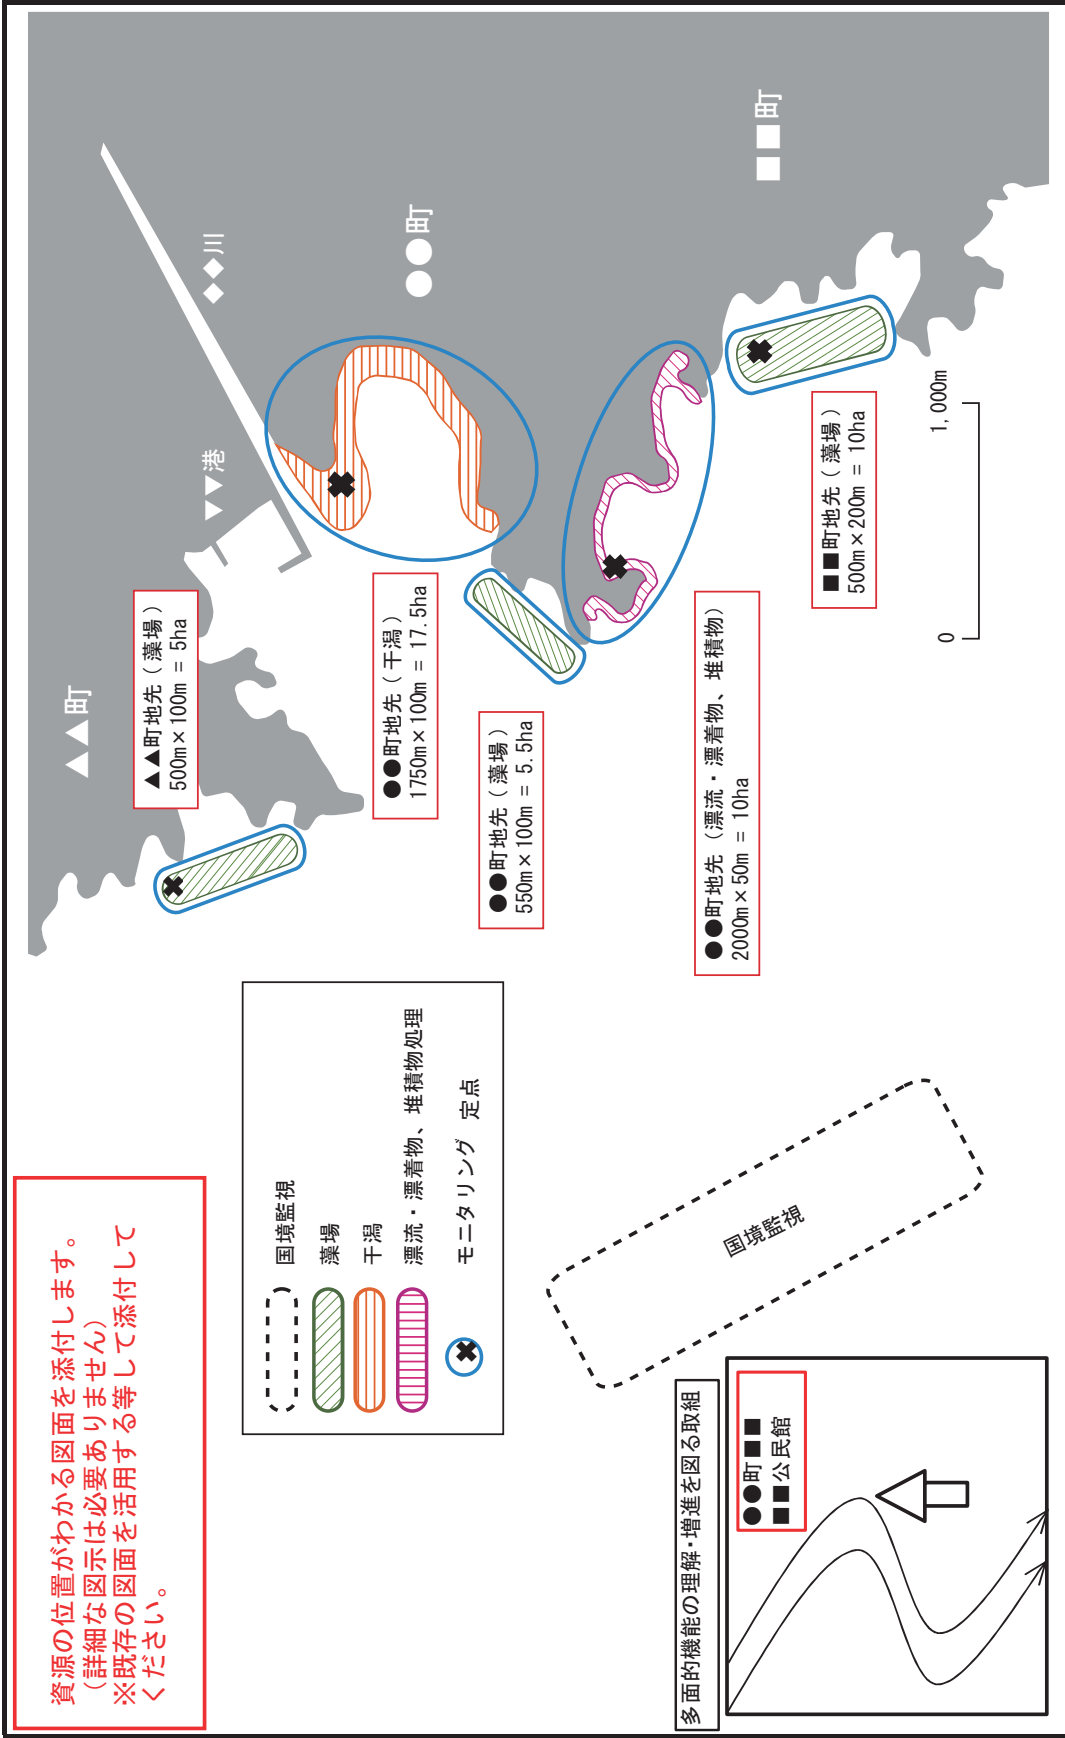 資源の位置がわかる図面を添付します。
(詳細な図示は必要ありません)
※既存の図面を活用する等して添付して
ください。
国境監視
藻場
干潟
漂流・漂着物、堆積物処理
モニタリング 定点
▲▲町
◆◆川
▼▼港
●●町
■■町
▲▲町地先(藻場)
500m×100m = 5ha
●●町地先(干潟)
1750m×100m = 17.5ha
●●町地先(藻場)
550m×100m = 5.5ha
●●町地先(漂流・漂着物、堆積物)
2000m×50m = 10ha
■■町地先(藻場)
500m×200m = 10ha
0
1,000m
国境監視
多面的機能の理解・増進を図る取組
●●町■■
■■公民館